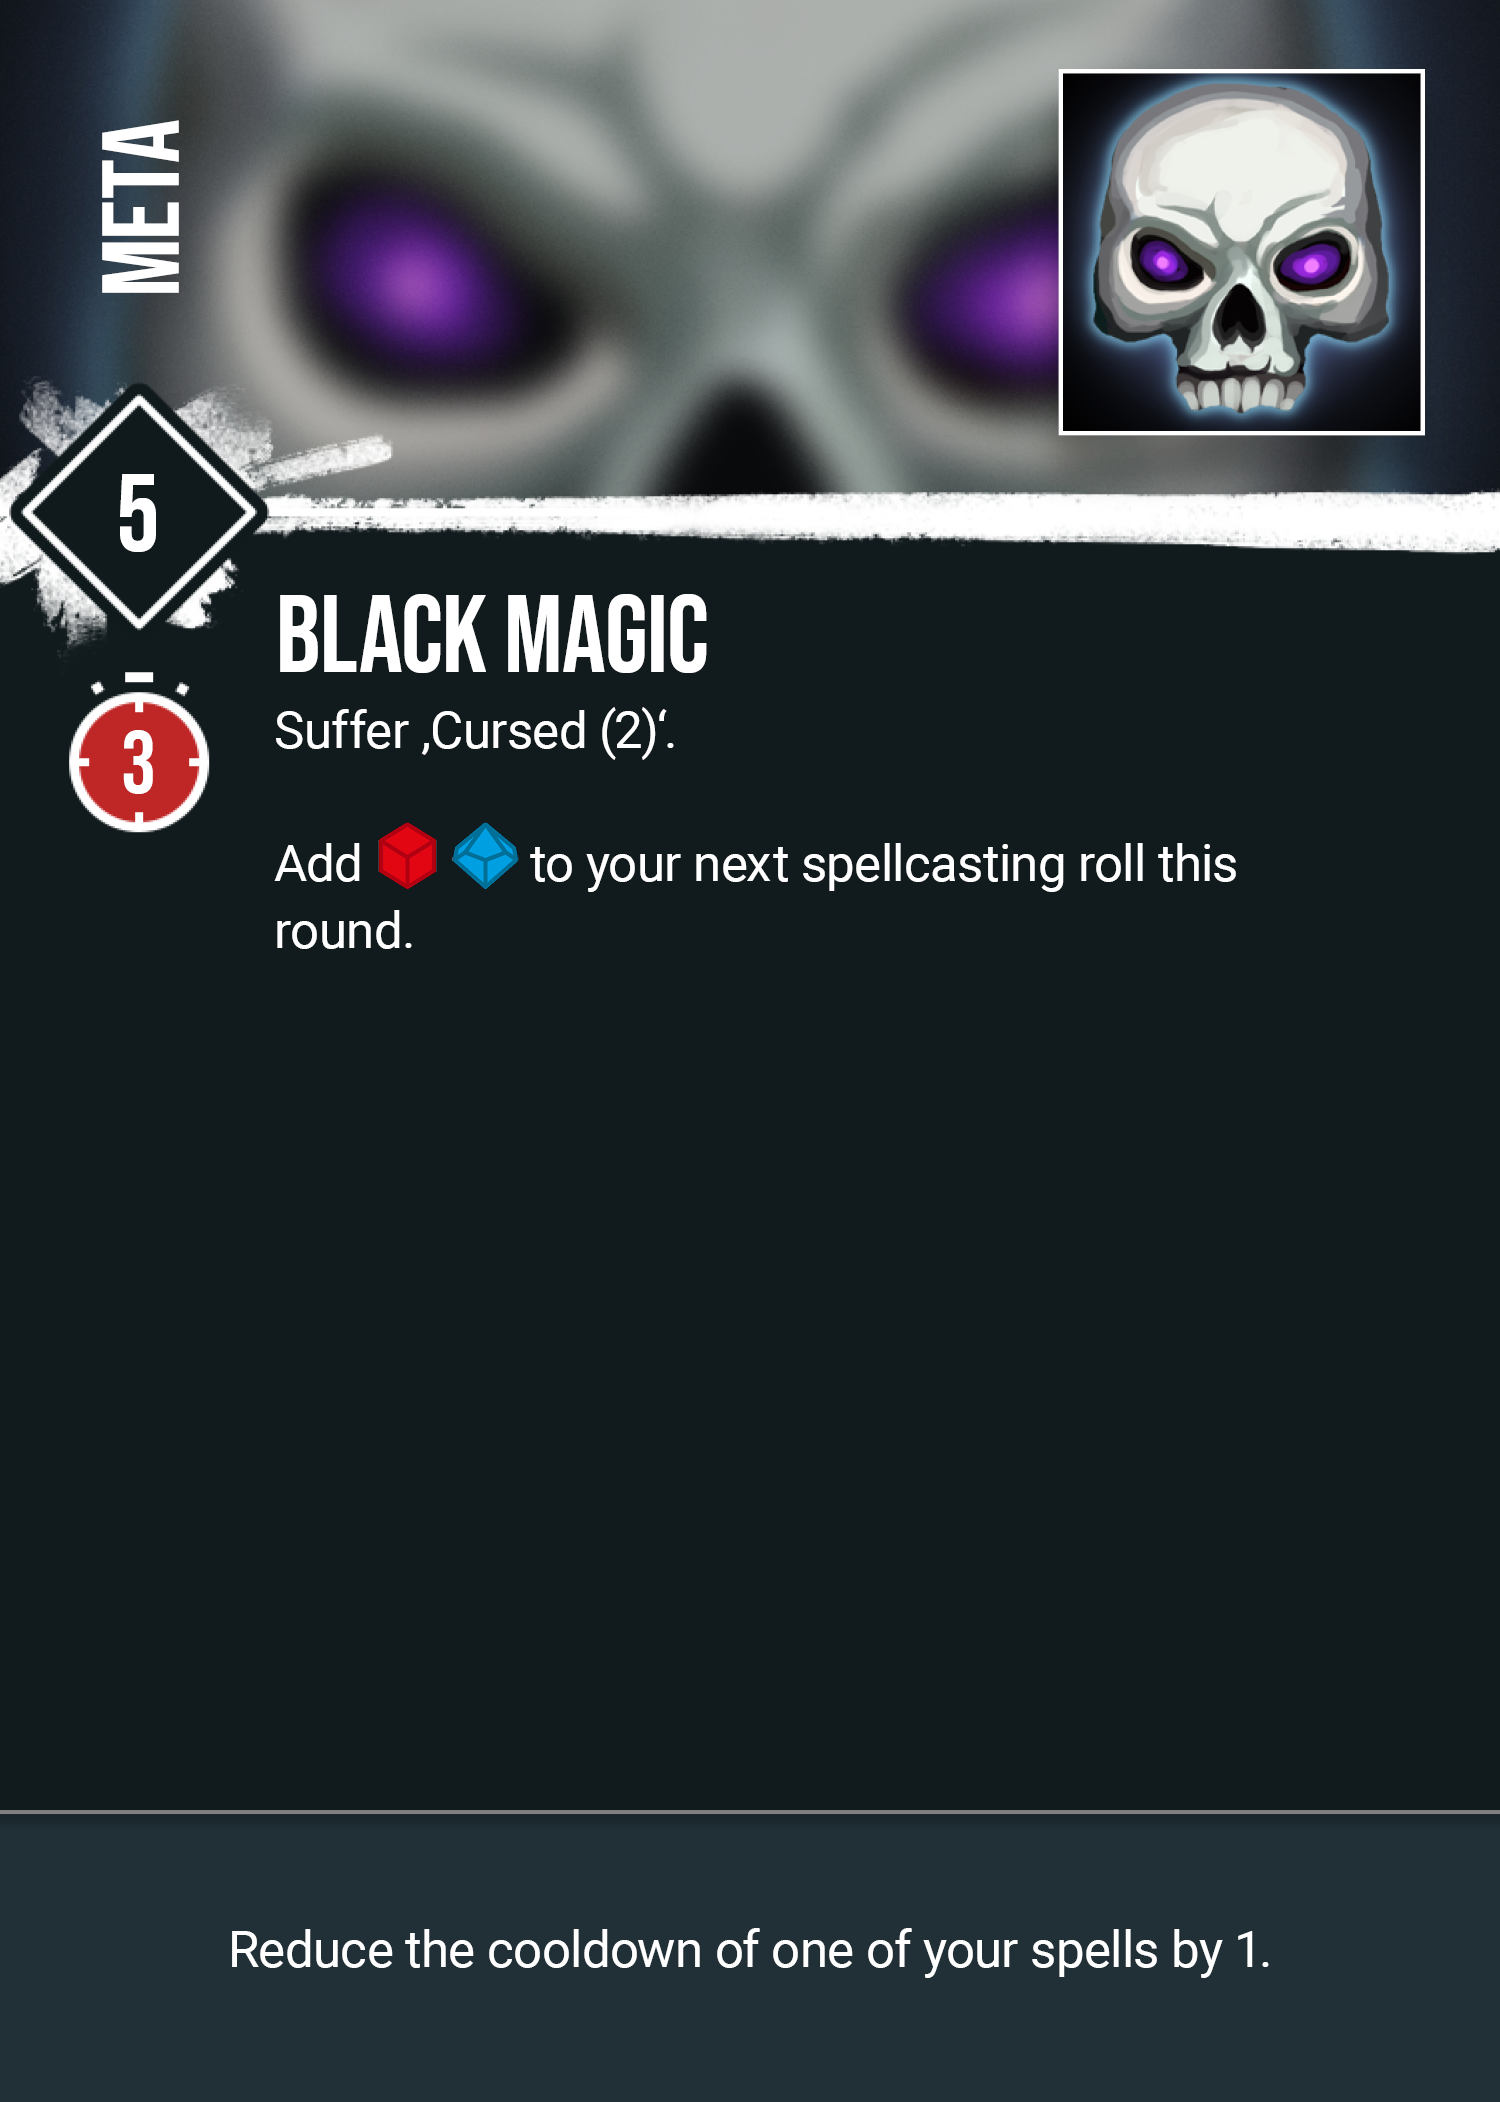 META
5
BLACK MAGIC
3
Suffer ‚Cursed (2)‘.
Add to your next spellcasting roll this
round.
Reduce the cooldown of one of your spells by 1.